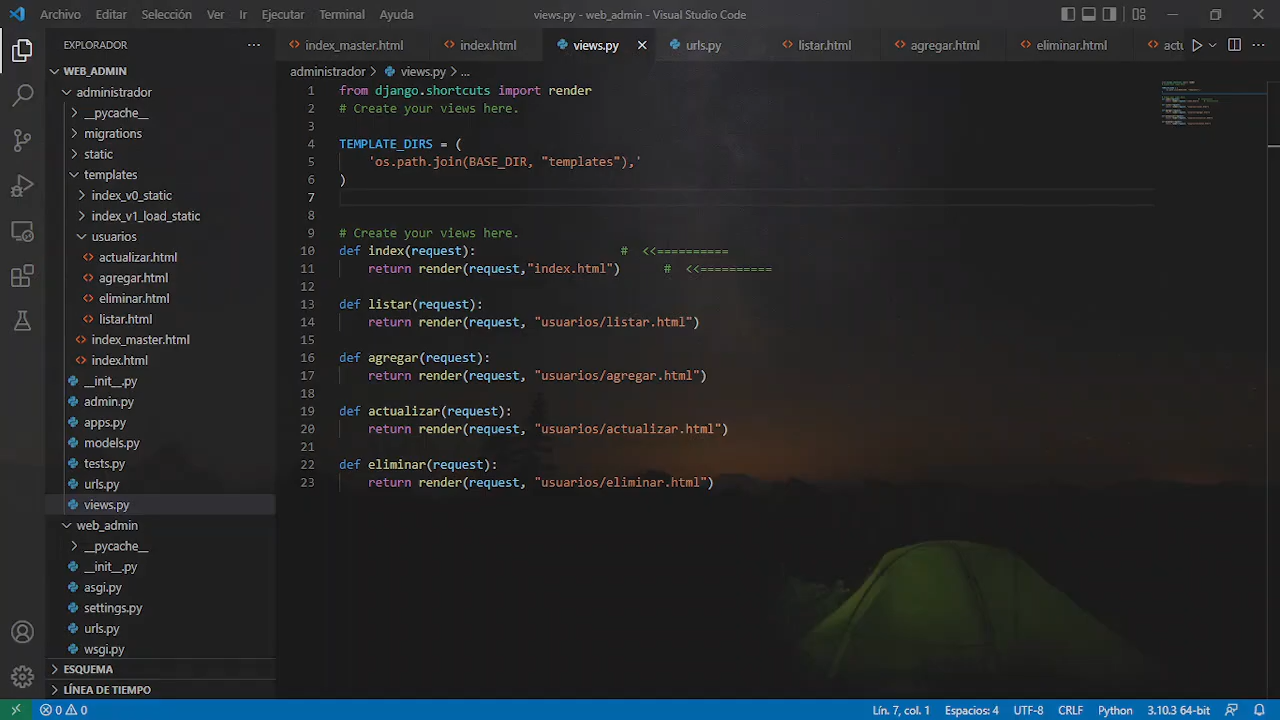 Archivo Editar Selección Ver Ir Ejecutar Terminal Ayuda views.py - web_admin - Visual Studio Code
EXPLORADOR ...
index_master.html index.html views.py urls.py listar.html agregar.html eliminar.html actu
WEB_ADMIN
administrador
__pycache__
migrations
static
templates
index_v0_static
index_v1_load_static
usuarios
actualizar.html
agregar.html
eliminar.html
listar.html
index_master.html
index.html
__init__.py
admin.py
apps.py
models.py
tests.py
urls.py
views.py
web_admin
__pycache__
__init__.py
asgi.py
settings.py
urls.py
wsgi.py
ESQUEMA
LÍNEA DE TIEMPO
administrador > views.py > ...
1 from django.shortcuts import render
2 # Create your views here.
3
4 TEMPLATE_DIRS = (
5     'os.path.join(BASE_DIR, "templates"),'
6 )
7
8
9 # Create your views here.
10 def index(request):                    #  <<==========
11     return render(request,"index.html")      #  <<==========
12
13 def listar(request):
14     return render(request, "usuarios/listar.html")
15
16 def agregar(request):
17     return render(request, "usuarios/agregar.html")
18
19 def actualizar(request):
20     return render(request, "usuarios/actualizar.html")
21
22 def eliminar(request):
23     return render(request, "usuarios/eliminar.html")
0 0 Lín. 7, col. 1 Espacios: 4 UTF-8 CRLF Python 3.10.3 64-bit